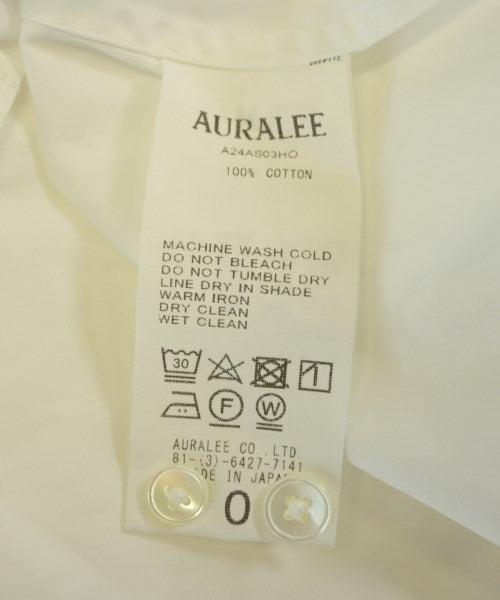 AURALEE
A24AS03HO
100% COTTON
MACHINE WASH COLD
DO NOT BLEACH
DO NOT TUMBLE DRY
LINE DRY IN SHADE
WARM IRON
DRY CLEAN
WET CLEAN
30
F
W
AURALEE CO.,LTD
81-(3)-6427-7141
DE IN JAPA
0